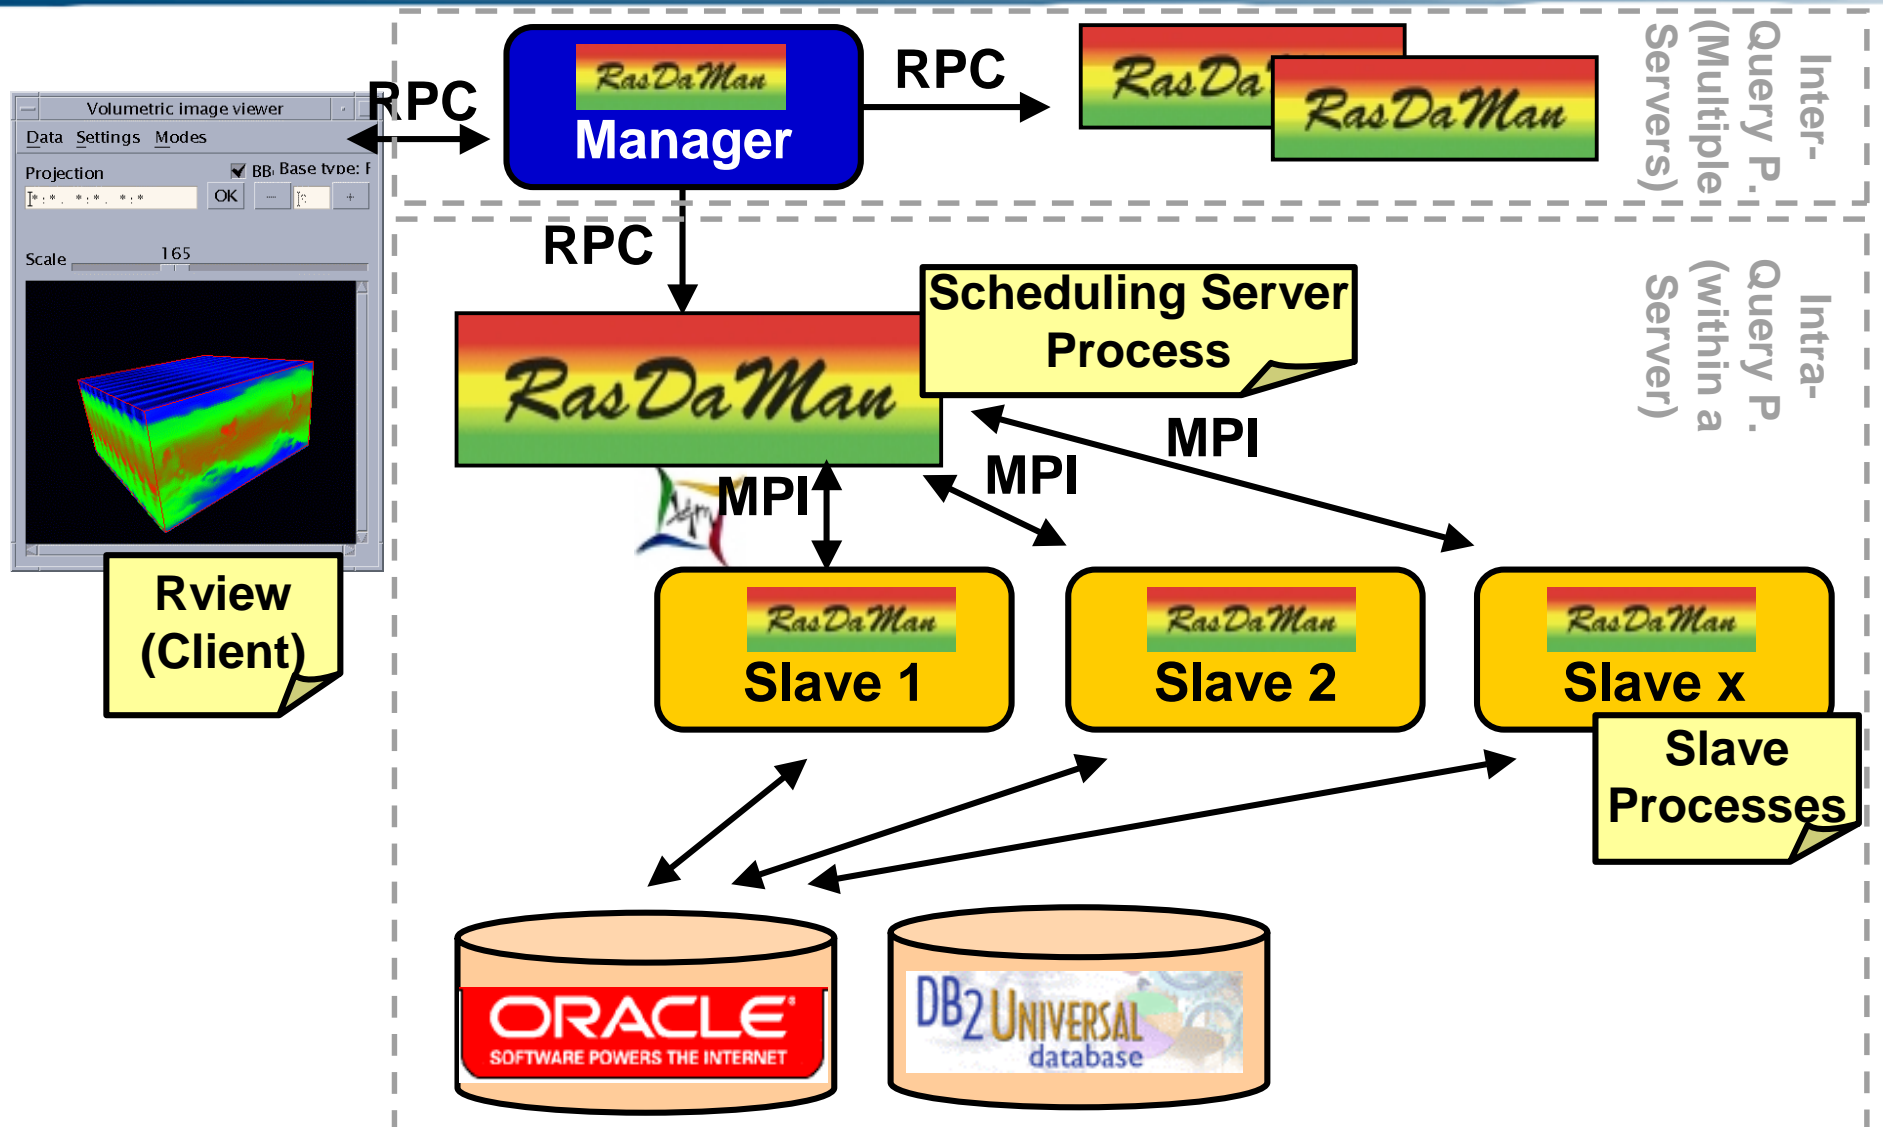 RasDaMan
Manager
RPC
RPC
RasDa
RasDaMan
Inter-
Query P.
(Multiple
Servers)
Volumetric image viewer
Data Settings Modes
Projection
BB Base type: F
*:*. *:*. *:*
OK
+
Scale
165
RPC
RasDaMan
Scheduling Server
Process
Intra-
Query P.
(within a
Server)
MPI
MPI
MPI
Rview
(Client)
RasDaMan
Slave 1
RasDaMan
Slave 2
RasDaMan
Slave x
Slave
Processes
ORACLE®
SOFTWARE POWERS THE INTERNET
DB2 UNIVERSAL
database